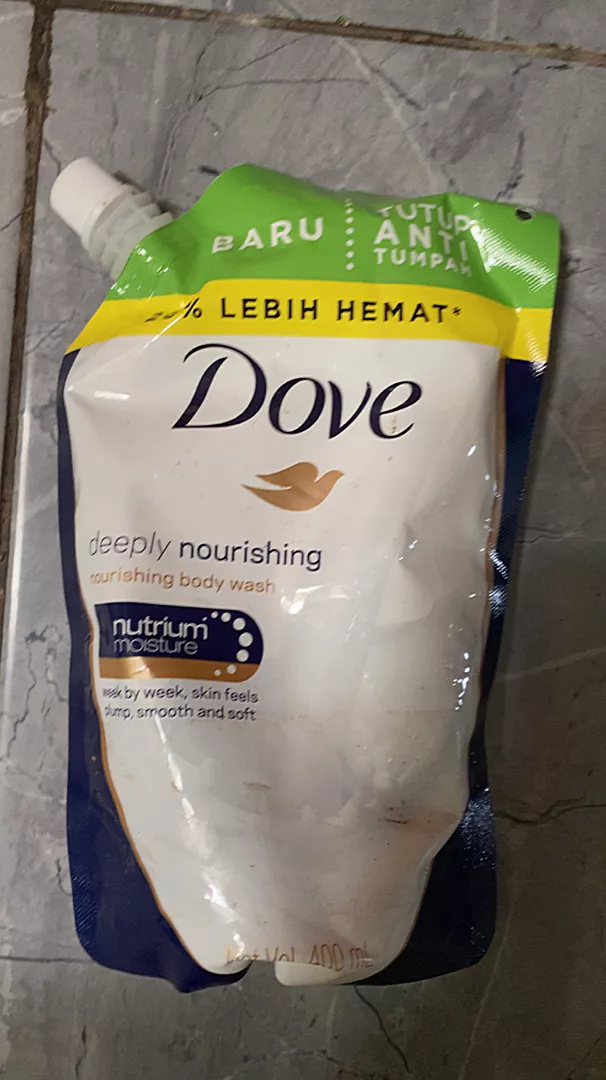 BARU
TUTUP
ANTI
TUMPAH
% LEBIH HEMAT*
Dove
deeply nourishing
nourishing body wash
nutrium
moisture
week by week, skin feels
plump, smooth and soft
Net Vol. 400 mL